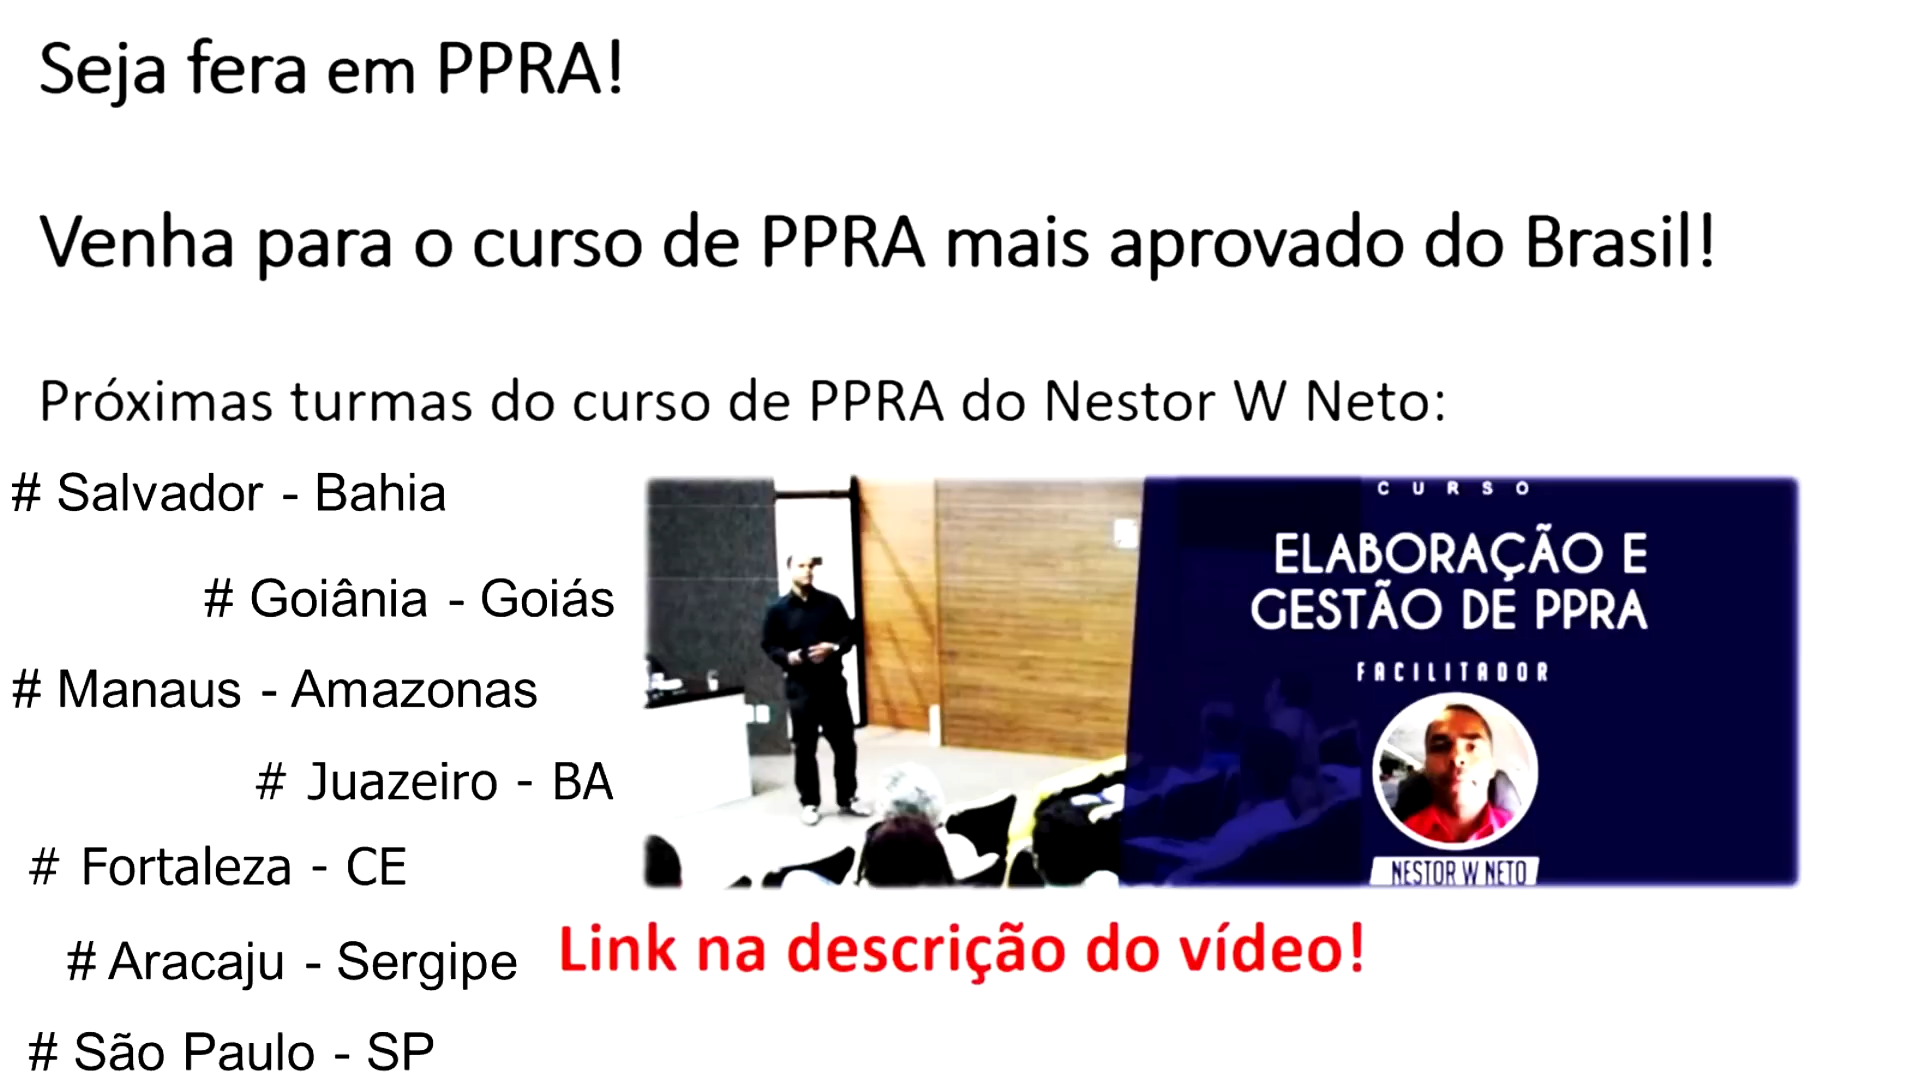 Seja fera em PPRA!
Venha para o curso de PPRA mais aprovado do Brasil!
Próximas turmas do curso de PPRA do Nestor W Neto:
# Salvador - Bahia
# Goiânia - Goiás
# Manaus - Amazonas
# Juazeiro - BA
# Fortaleza - CE
# Aracaju - Sergipe
# São Paulo - SP
CURSO
ELABORAÇÃO E
GESTÃO DE PPRA
FACILITADOR
NESTOR W NETO
Link na descrição do vídeo!